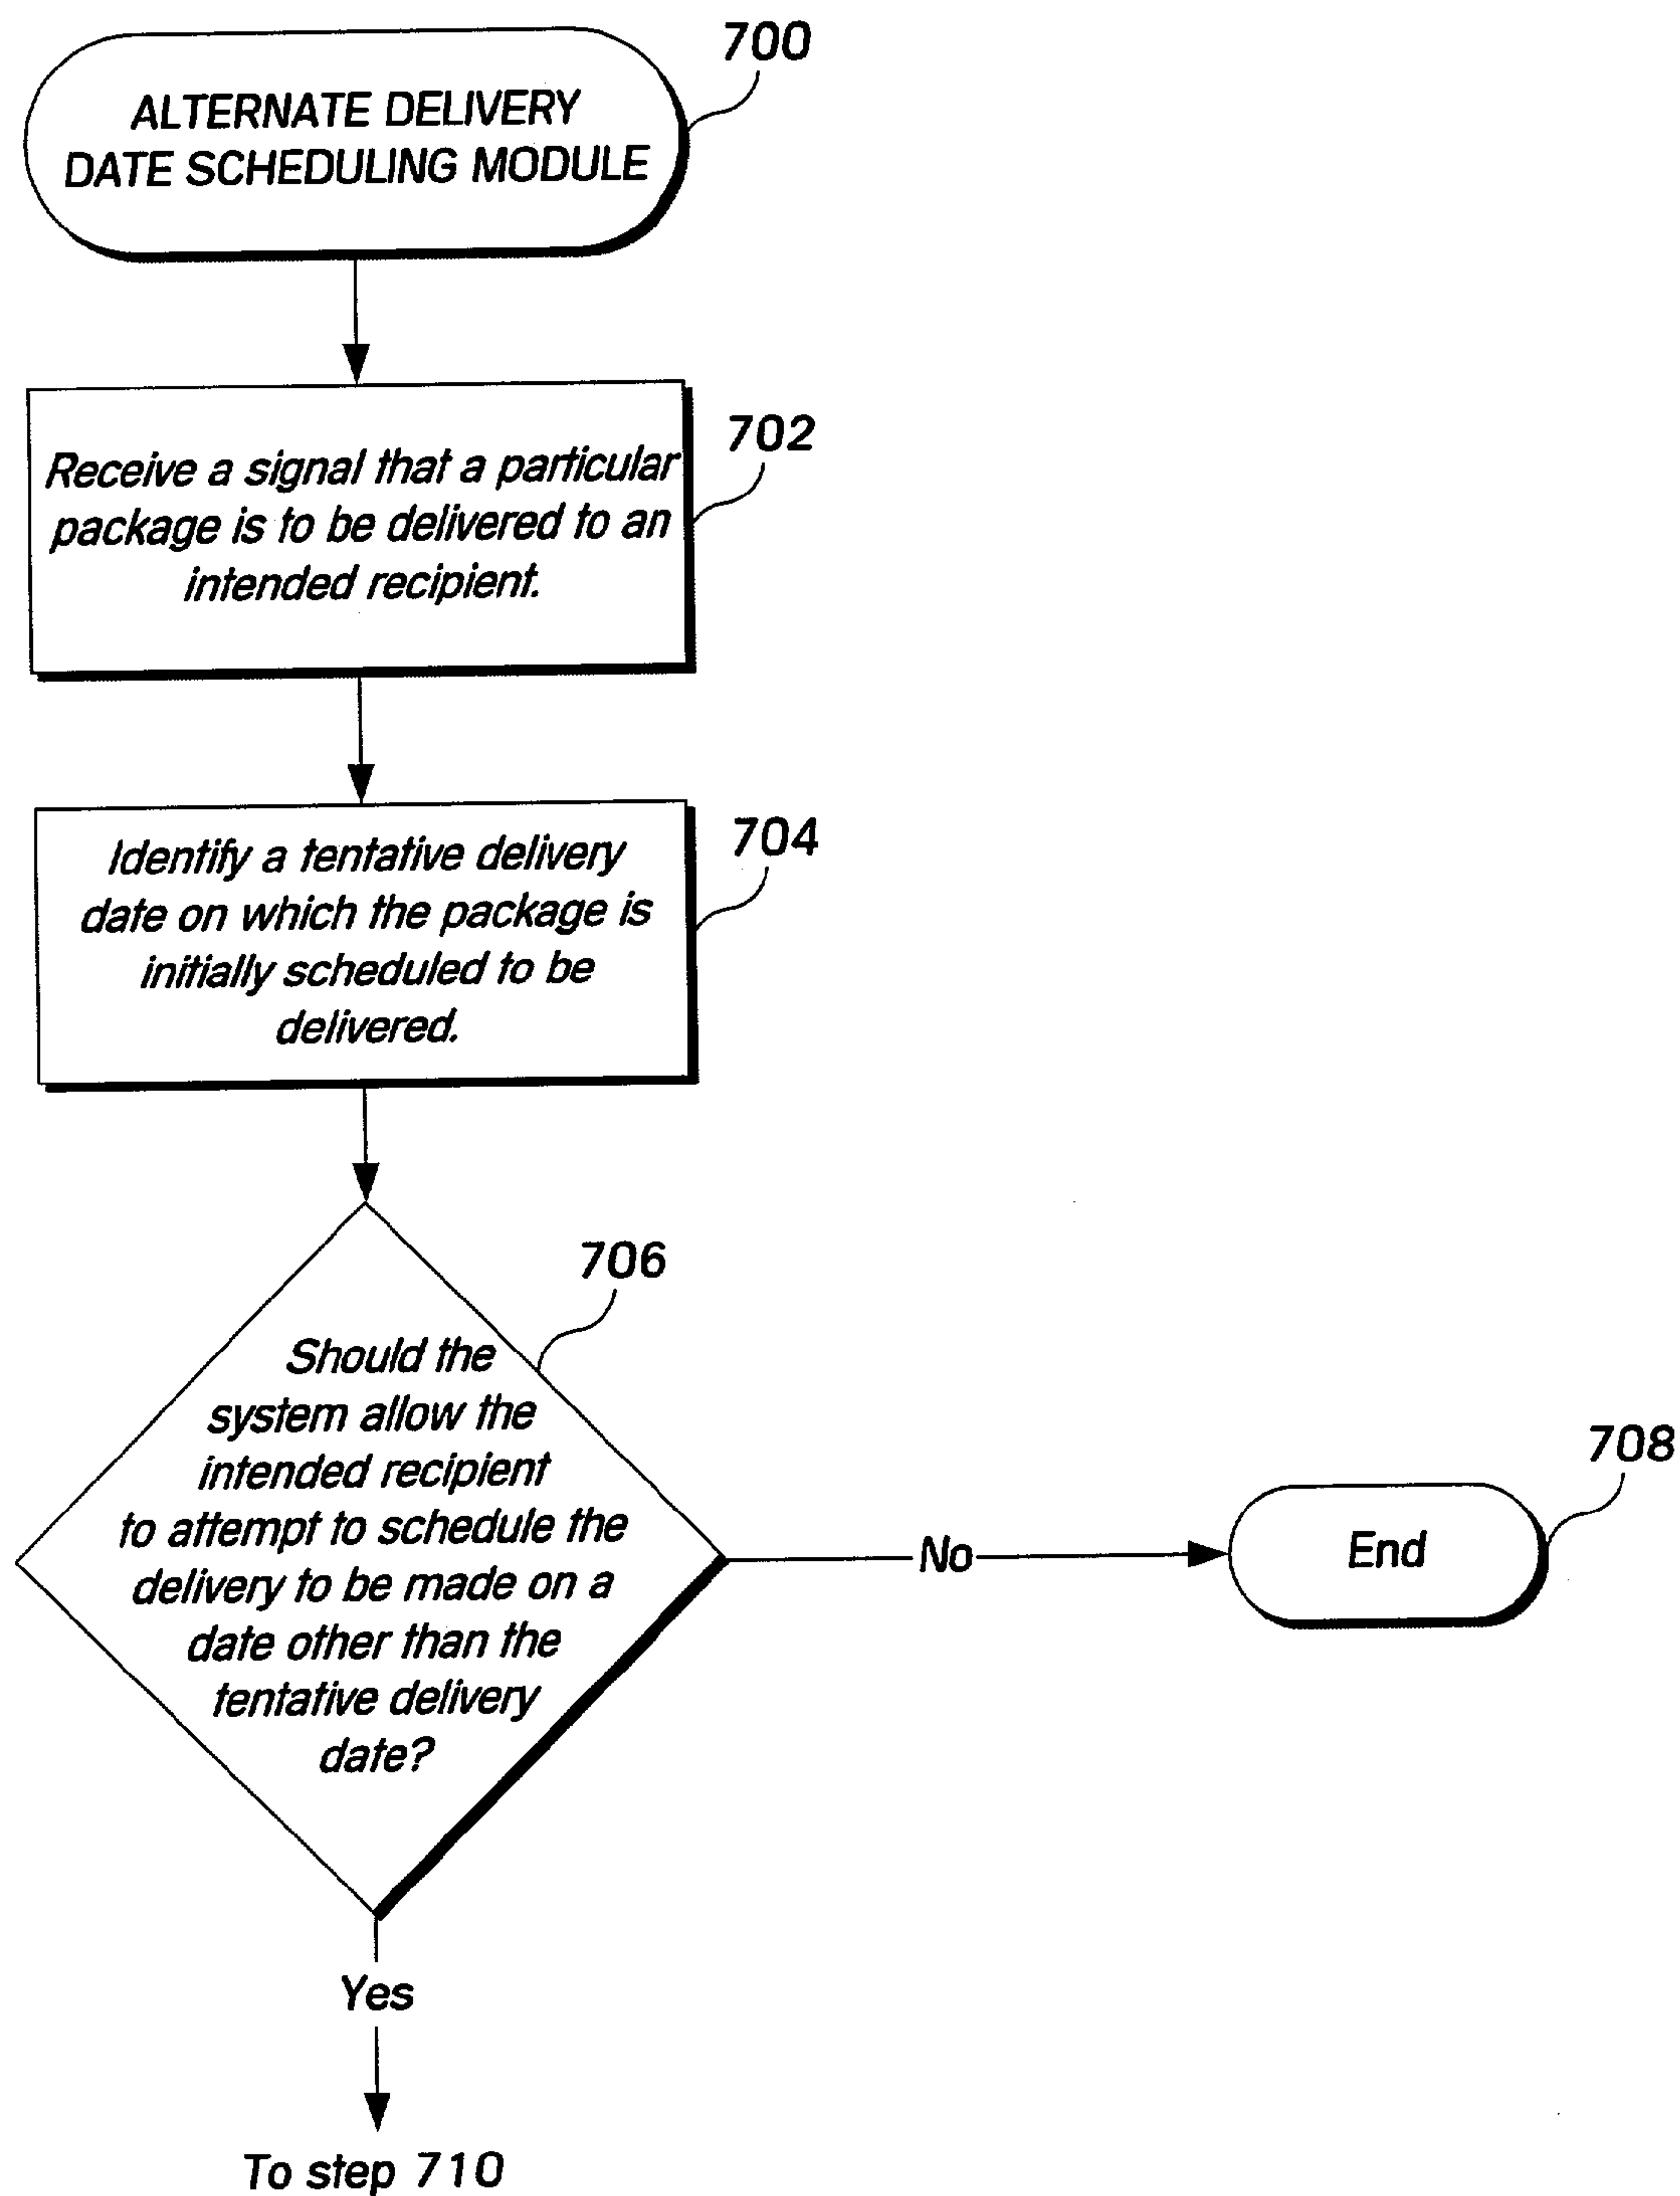 700
ALTERNATE DELIVERY
DATE SCHEDULING MODULE
702
Receive a signal that a particular
package is to be delivered to an
intended recipient.
704
Identify a tentative delivery
date on which the package is
initially scheduled to be
delivered.
706
Should the
system allow the
intended recipient
to attempt to schedule the
delivery to be made on a
date other than the
tentative delivery
date?
No
708
End
Yes
To step 710